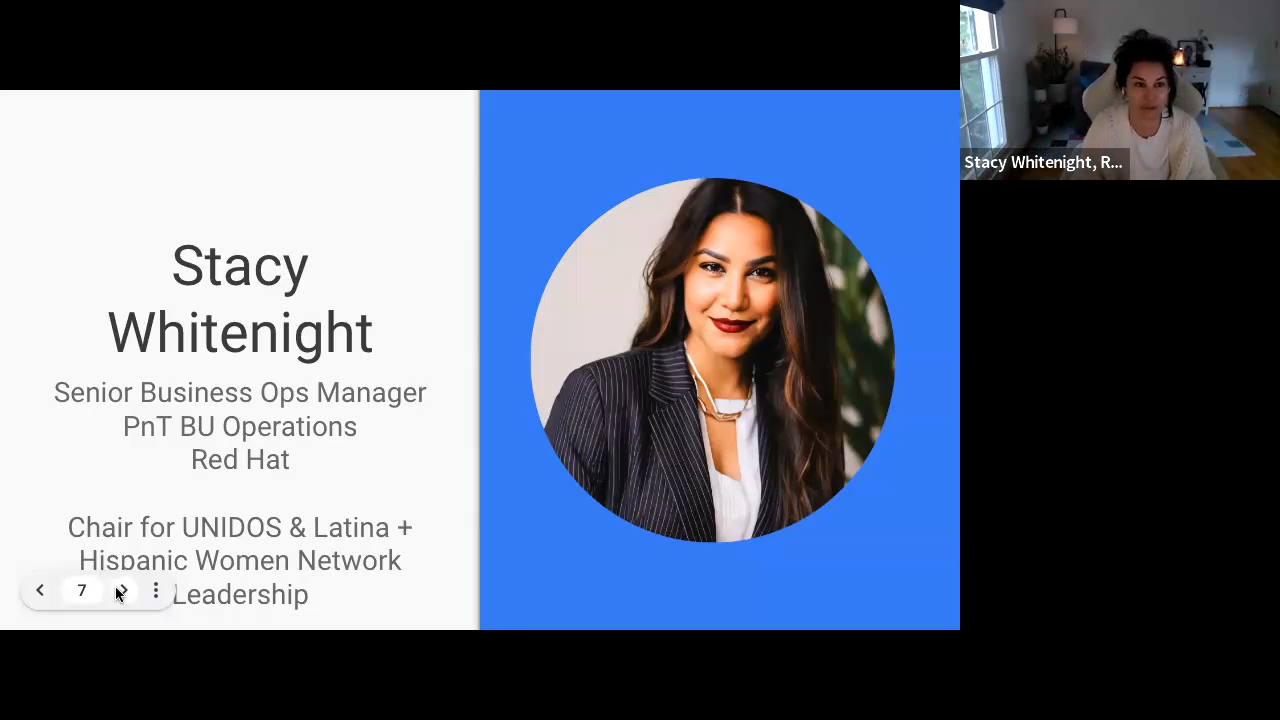 Stacy
Whitenight
Senior Business Ops Manager
PnT BU Operations
Red Hat
Chair for UNIDOS & Latina +
Hispanic Women Network
Leadership
7
Stacy Whitenight, R...